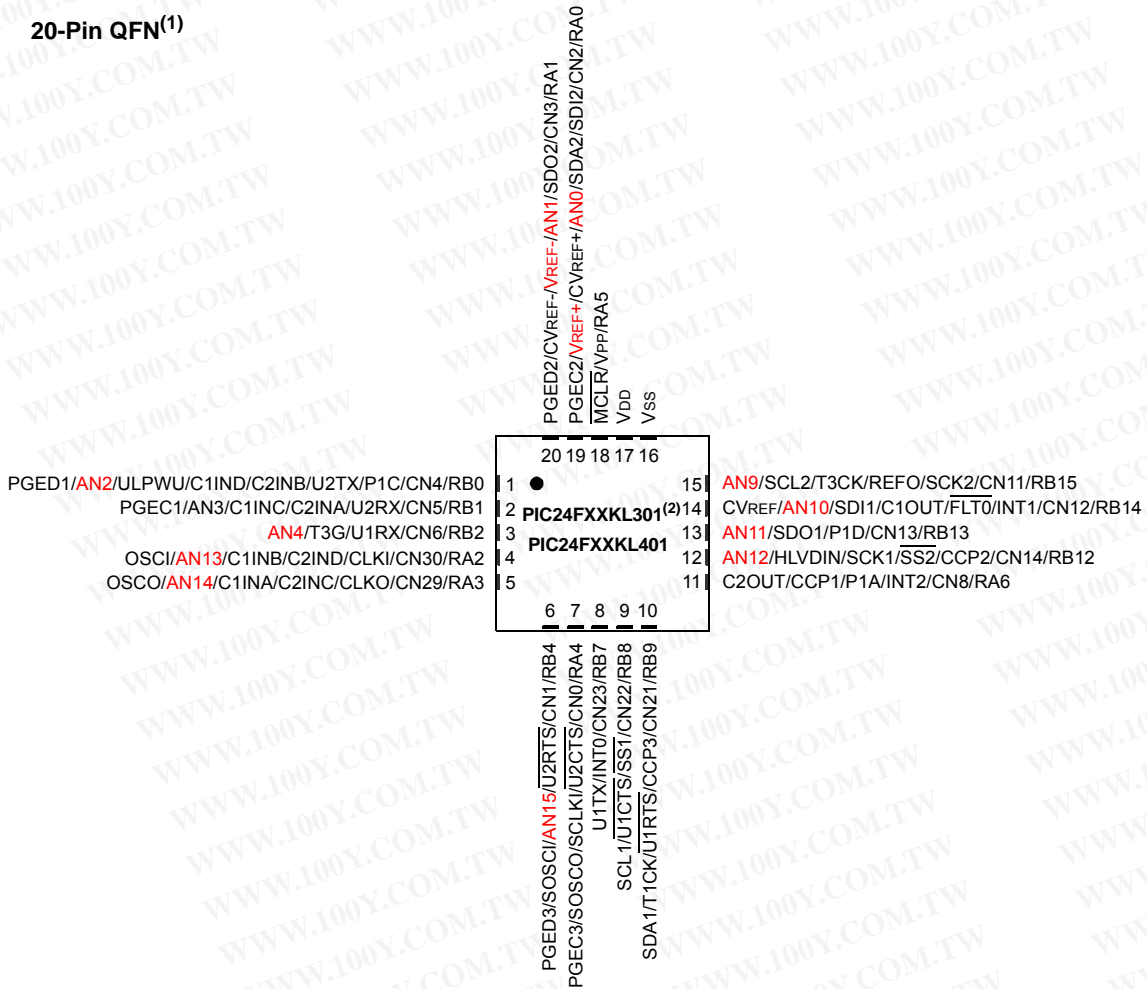 20-Pin QFN(1)
PGED2/CVREF-/VREF-/AN1/SDO2/CN3/RA1
PGEC2/VREF+/CVREF+/AN0/SDA2/SDI2/CN2/RA0
MCLR/VPP/RA5
VDD
VSS
20 19 18 17 16
PGED1/AN2/ULPWU/C1IND/C2INB/U2TX/P1C/CN4/RB0 1
PGEC1/AN3/C1INC/C2INA/U2RX/CN5/RB1 2
AN4/T3G/U1RX/CN6/RB2 3
OSCI/AN13/C1INB/C2IND/CLKI/CN30/RA2 4
OSCO/AN14/C1INA/C2INC/CLKO/CN29/RA3 5
PIC24FXXKL301(2)
PIC24FXXKL401
15 AN9/SCL2/T3CK/REFO/SCK2/CN11/RB15
14 CVREF/AN10/SDI1/C1OUT/FLT0/INT1/CN12/RB14
13 AN11/SDO1/P1D/CN13/RB13
12 AN12/HLVDIN/SCK1/SS2/CCP2/CN14/RB12
11 C2OUT/CCP1/P1A/INT2/CN8/RA6
6 7 8 9 10
PGED3/SOSCI/AN15/U2RTS/CN1/RB4
PGEC3/SOSCO/SCLKI/U2CTS/CN0/RA4
U1TX/INT0/CN23/RB7
SCL1/U1CTS/SS1/CN22/RB8
SDA1/T1CK/U1RTS/CCP3/CN21/RB9
WWW.100Y.COM.TW